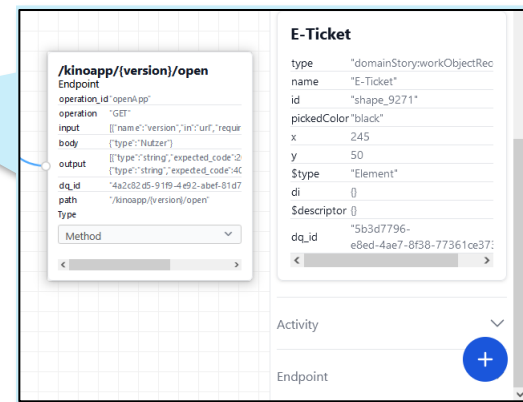 /kinoapp/{version}/open
Endpoint
operation_id "openApp"
operation "GET"
input [{"name":"version","in":"url","requir
body {"type":"Nutzer"}
output [{"type":"string","expected_code":2
{"type":"string","expected_code":40
dq_id "4a2c82d5-91f9-4e92-abef-81d7
path "/kinoapp/{version}/open"
Type
Method
E-Ticket
type "domainStory:workObjectRec
name "E-Ticket"
id "shape_9271"
pickedColor "black"
x 245
y 50
$type "Element"
di {}
$descriptor {}
dq_id "5b3d7796-
e8ed-4ae7-8f38-77361ce373
Activity
Endpoint
+